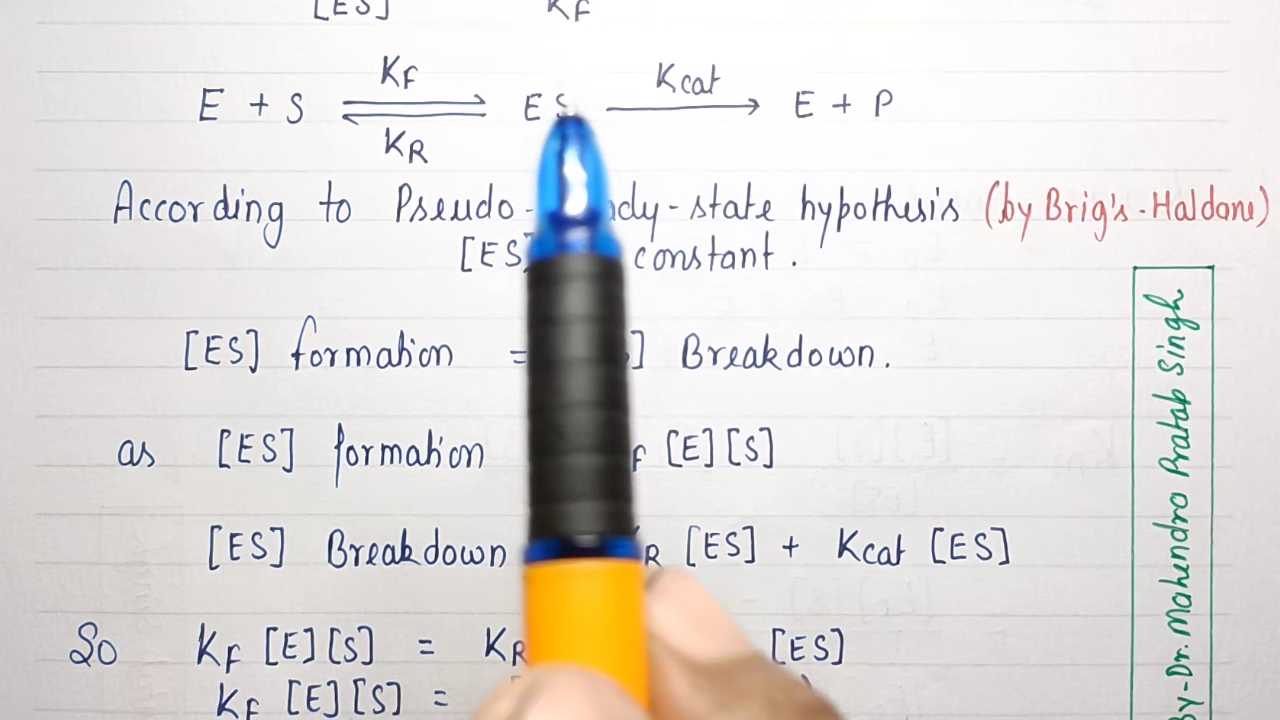 [ES] KF
KF
E + S ES Kcat E + P
KR
According to Pseudo- dy-state hypothesis (by Brig's-Haldane)
[ES] constant.
[ES] formation = ] Breakdown.
as [ES] formation F [E][S]
[ES] Breakdown R [ES] + Kcat [ES]
So KF [E][S] = KR [ES]
KF [E][S] =
By-Dr. Mahendra Pratap Singh